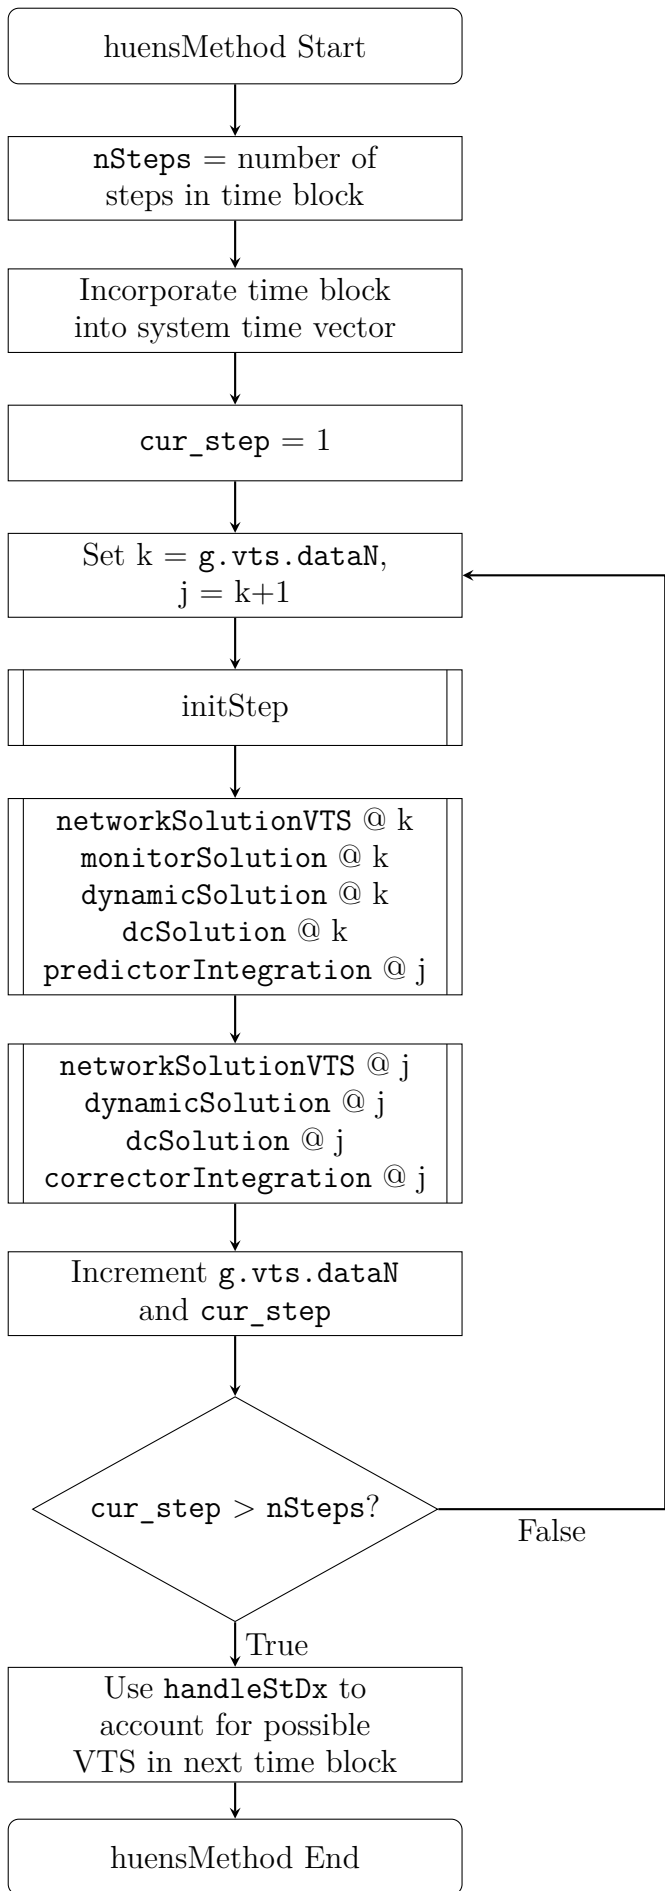 huensMethod Start
nSteps = number of
steps in time block
Incorporate time block
into system time vector
cur_step = 1
Set k = g.vts.dataN,
j = k+1
initStep
networkSolutionVTS @ k
monitorSolution @ k
dynamicSolution @ k
dcSolution @ k
predictorIntegration @ j
networkSolutionVTS @ j
dynamicSolution @ j
dcSolution @ j
correctorIntegration @ j
Increment g.vts.dataN
and cur_step
cur_step > nSteps?
False
True
Use handleStDx to
account for possible
VTS in next time block
huensMethod End